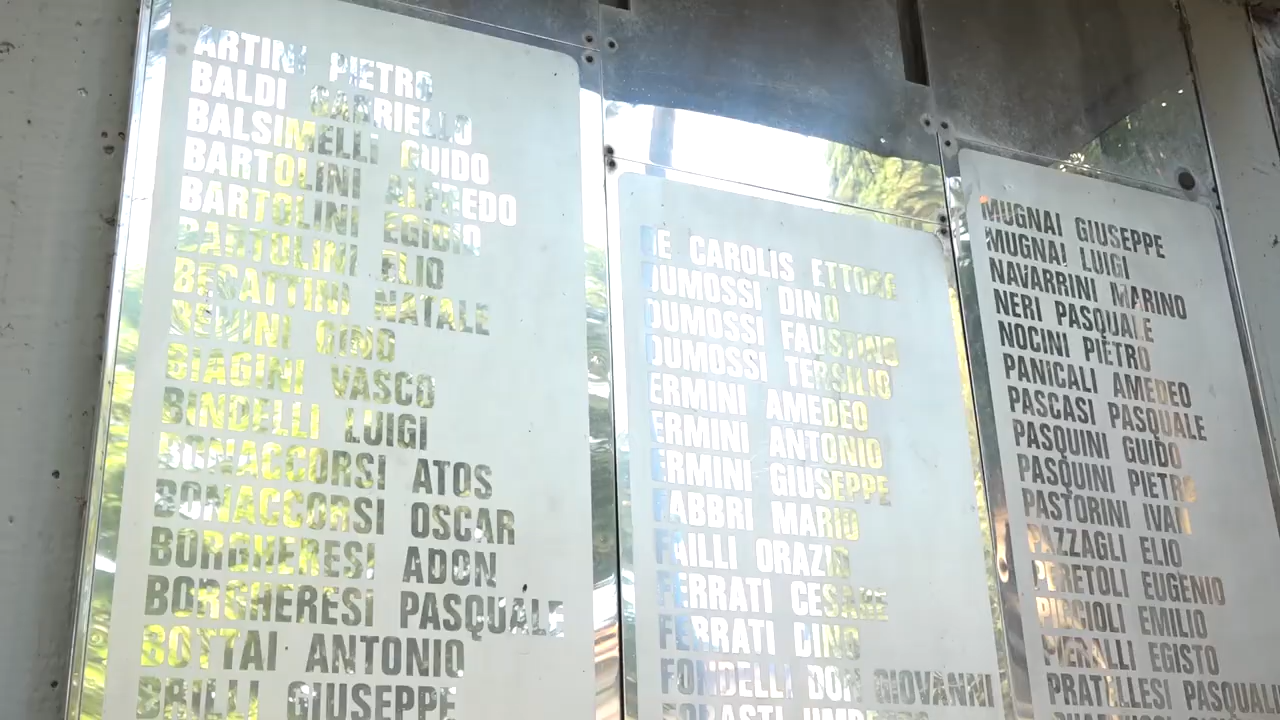 ARTINI PIETRO
BALDI GABRIELLO
BALSIMELLI GUIDO
BARTOLINI ALFREDO
BARTOLINI EGIDIO
BARTOLINI ELIO
BECATTINI NATALE
BENINI GINO
BIAGINI VASCO
BINDELLI LUIGI
BONACCORSI ATOS
BONACCORSI OSCAR
BORGHERESI ADON
BORGHERESI PASQUALE
BOTTAI ANTONIO
BRILLI GIUSEPPE
DE CAROLIS ETTORE
DUMOSSI DINO
DUMOSSI FAUSTINO
DUMOSSI TERSILIO
ERMINI AMEDEO
ERMINI ANTONIO
ERMINI GIUSEPPE
FABBRI MARIO
FAILLI ORAZIO
FERRATI CESARE
FERRATI DINO
FONDELLI DON GIOVANNI
MUGNAI GIUSEPPE
MUGNAI LUIGI
NAVARRINI MARINO
NERI PASQUALE
NOCINI PIETRO
PANICALI AMEDEO
PASCASI PASQUALE
PASQUINI GUIDO
PASQUINI PIETRO
PASTORINI IVAN
PAZZAGLI ELIO
PERETOLI EUGENIO
PICCIOLI EMILIO
PIERALLI EGISTO
PRATELLESI PASQUALE